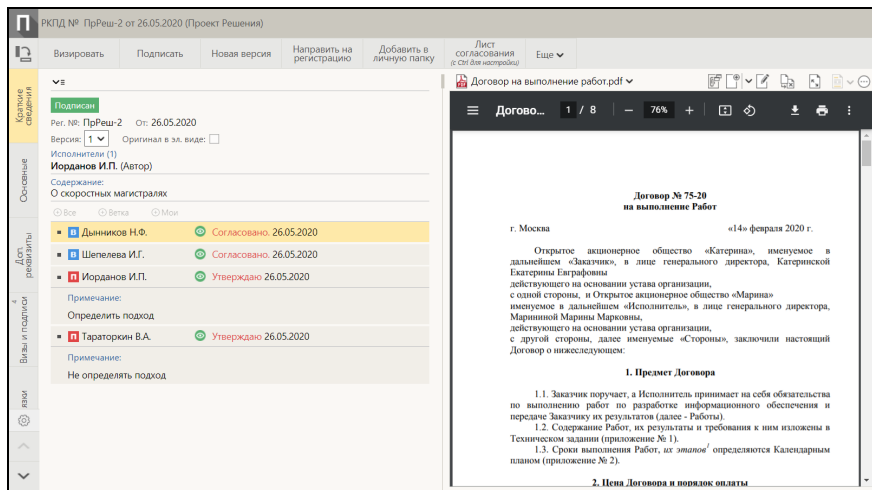 П РКПД № ПрРеш-2 от 26.05.2020 (Проект Решения)
Визировать Подписать Новая версия Направить на регистрацию Добавить в личную папку Лист согласования (с Ctrl для настройки) Еще
Краткие сведения
Основные
Доп. реквизиты
Визы и подписи 4
язки
Подписан
Рег. №: ПрРеш-2 От: 26.05.2020
Версия: 1 Оригинал в эл. виде:
Исполнители (1)
Иорданов И.П. (Автор)
Содержание:
О скоростных магистралях
Все Ветка Мои
В Дынников Н.Ф. Согласовано. 26.05.2020
В Шепелева И.Г. Согласовано. 26.05.2020
П Иорданов И.П. Утверждаю 26.05.2020
Примечание:
Определить подход
П Тараторкин В.А. Утверждаю 26.05.2020
Примечание:
Не определять подход
Договор на выполнение работ.pdf
Догово... 1 / 8 — 76% +
Договор № 75-20
на выполнение Работ
г. Москва «14» февраля 2020 г.
Открытое акционерное общество «Катерина», именуемое в
дальнейшем «Заказчик», в лице генерального директора, Катеринской
Екатерины Евграфовны
действующего на основании устава организации,
с одной стороны, и Открытое акционерное общество «Марина»
именуемое в дальнейшем «Исполнитель», в лице генерального директора,
Марининой Марины Марковны,
действующего на основании устава организации,
с другой стороны, далее именуемые «Стороны», заключили настоящий
Договор о нижеследующем:
1. Предмет Договора
1.1. Заказчик поручает, а Исполнитель принимает на себя обязательства
по выполнению работ по разработке информационного обеспечения и
передаче Заказчику их результатов (далее - Работы).
1.2. Содержание Работ, их результаты и требования к ним изложены в
Техническом задании (приложение № 1).
1.3. Сроки выполнения Работ, их этапов¹ определяются Календарным
планом (приложение № 2).
2. Цена Договора и порядок оплаты